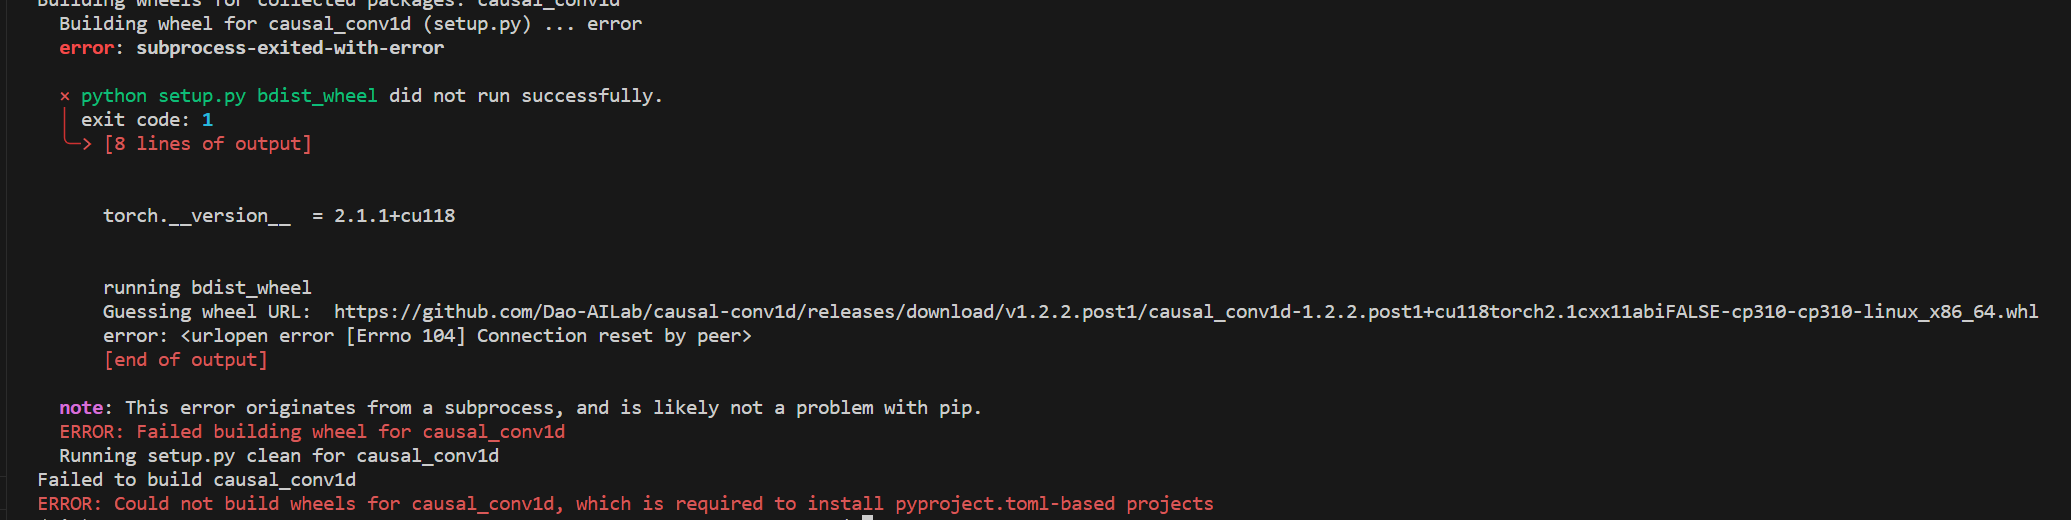 Building wheels for collected packages: causal_conv1d
Building wheel for causal_conv1d (setup.py) ... error
error: subprocess-exited-with-error
× python setup.py bdist_wheel did not run successfully.
│ exit code: 1
╰─> [8 lines of output]
torch.__version__  = 2.1.1+cu118
running bdist_wheel
Guessing wheel URL:  https://github.com/Dao-AILab/causal-conv1d/releases/download/v1.2.2.post1/causal_conv1d-1.2.2.post1+cu118torch2.1cxx11abiFALSE-cp310-cp310-linux_x86_64.whl
error: <urlopen error [Errno 104] Connection reset by peer>
[end of output]
note: This error originates from a subprocess, and is likely not a problem with pip.
ERROR: Failed building wheel for causal_conv1d
Running setup.py clean for causal_conv1d
Failed to build causal_conv1d
ERROR: Could not build wheels for causal_conv1d, which is required to install pyproject.toml-based projects